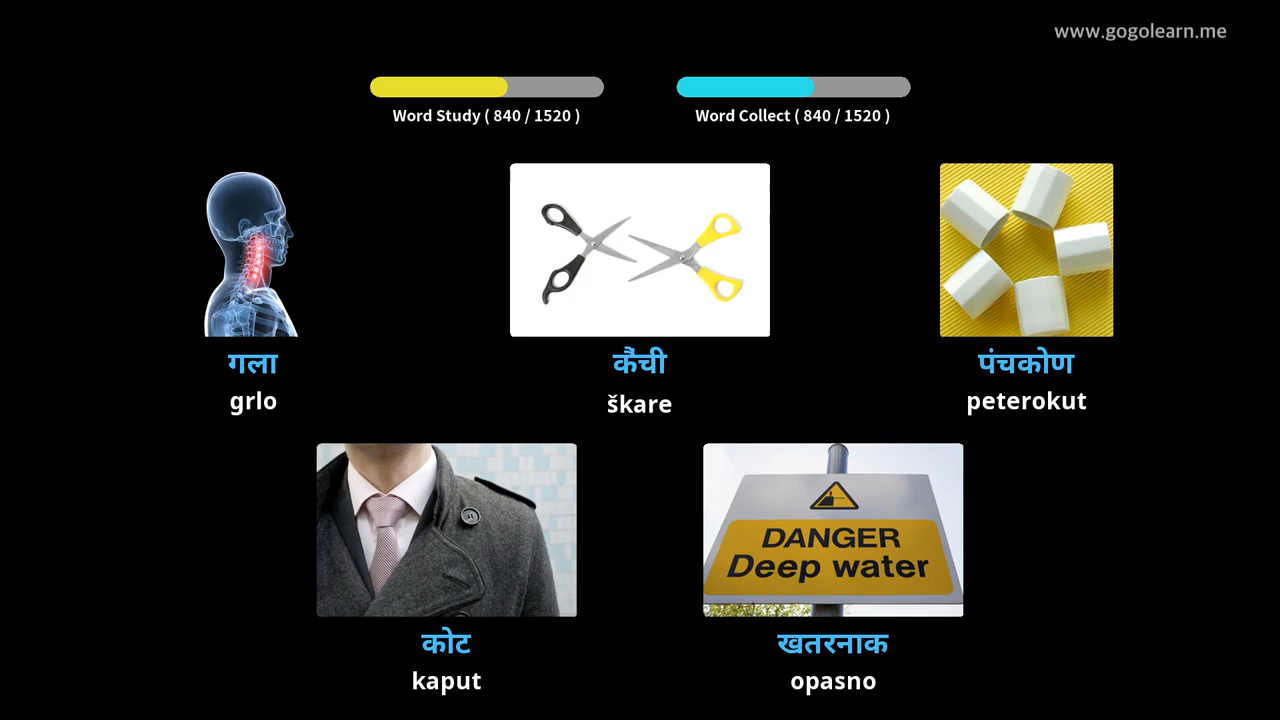 www.gogolearn.me
Word Study ( 840 / 1520 )
Word Collect ( 840 / 1520 )
गला
grlo
कैंची
škare
पंचकोण
peterokut
DANGER
Deep water
कोट
kaput
खतरनाक
opasno